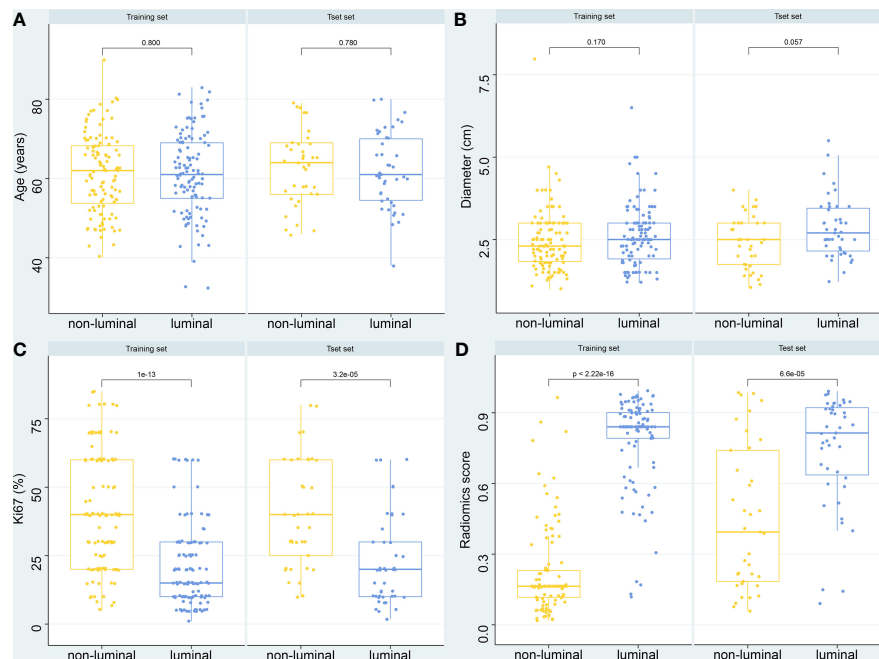 A
Training set
Tset set
0.800
0.780
Age (years)
80
60
40
non-luminal
luminal
non-luminal
luminal
B
Training set
Tset set
0.170
0.057
Diameter (cm)
7.5
5.0
2.5
non-luminal
luminal
non-luminal
luminal
C
Training set
Tset set
1e-13
3.2e-05
Ki67 (%)
75
50
25
0
non-luminal
luminal
non-luminal
luminal
D
Training set
Test set
p < 2.22e-16
6.6e-05
Radiomics score
0.9
0.6
0.3
0.0
non-luminal
luminal
non-luminal
luminal